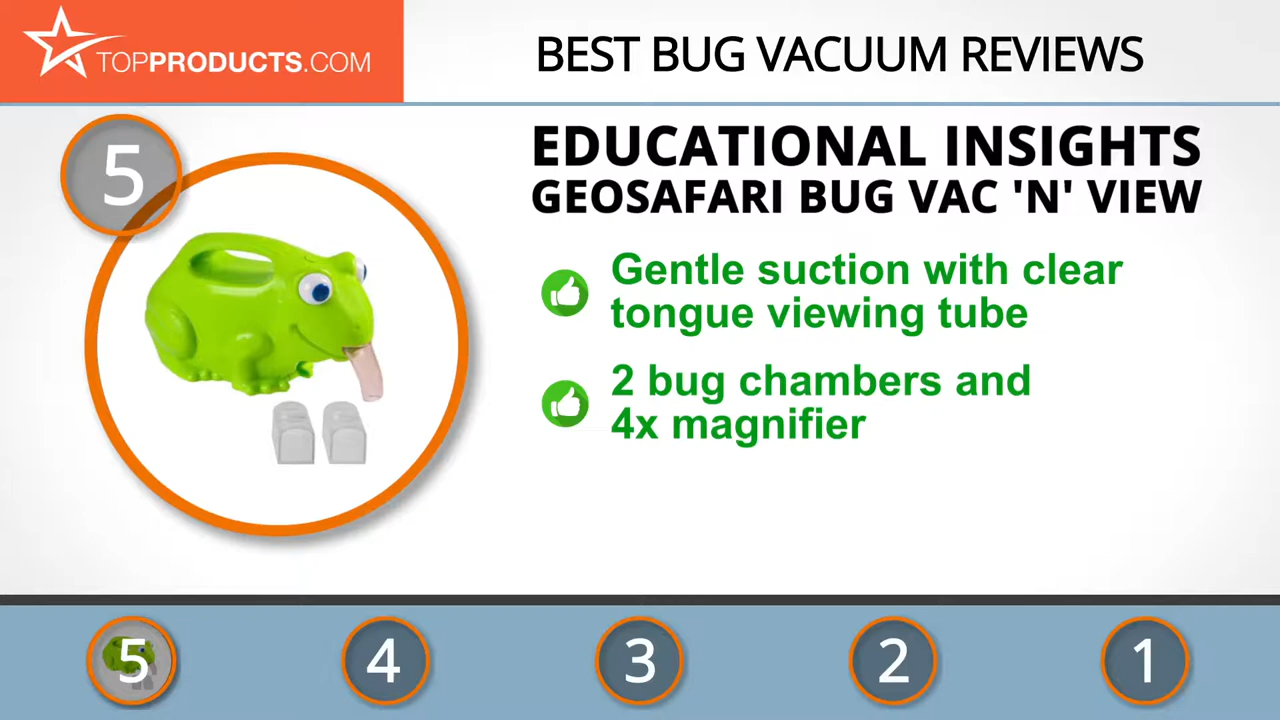 TOPPRODUCTS.COM
BEST BUG VACUUM REVIEWS
5
EDUCATIONAL INSIGHTS
GEOSAFARI BUG VAC 'N' VIEW
Gentle suction with clear
tongue viewing tube
2 bug chambers and
4x magnifier
5 4 3 2 1